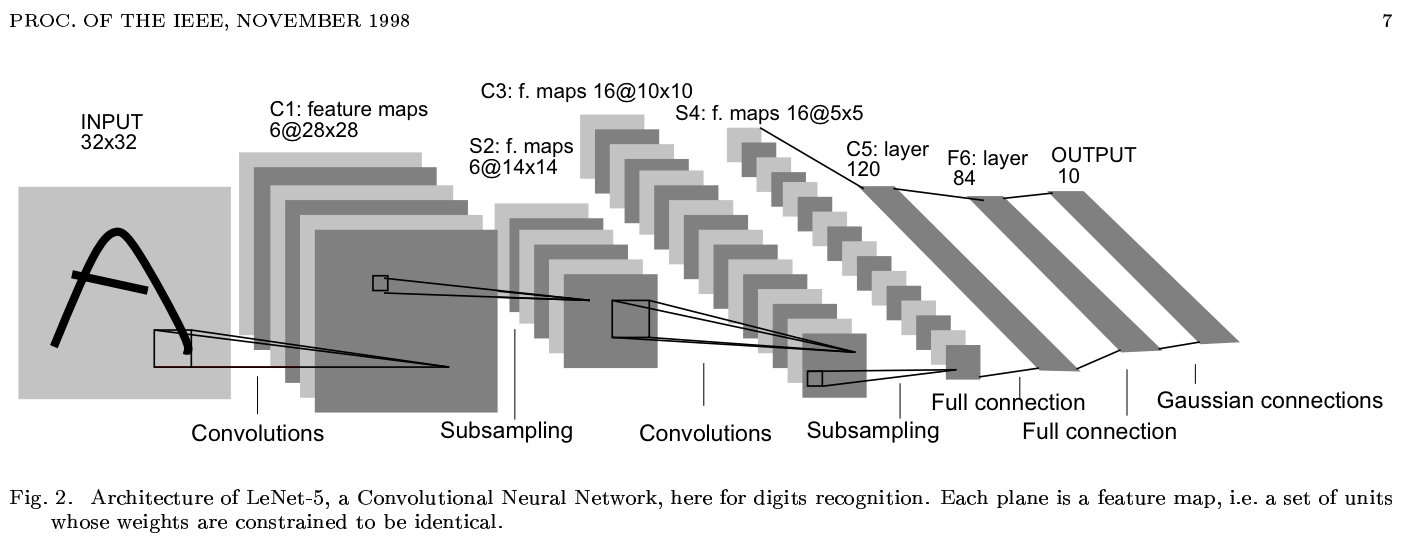 PROC. OF THE IEEE, NOVEMBER 1998 7
C3: f. maps 16@10x10
INPUT
32x32
C1: feature maps
6@28x28
S4: f. maps 16@5x5
S2: f. maps
6@14x14
C5: layer
120
F6: layer
84
OUTPUT
10
Convolutions
Subsampling
Convolutions
Subsampling
Full connection
Full connection
Gaussian connections
Fig. 2. Architecture of LeNet-5, a Convolutional Neural Network, here for digits recognition. Each plane is a feature map, i.e. a set of units
whose weights are constrained to be identical.